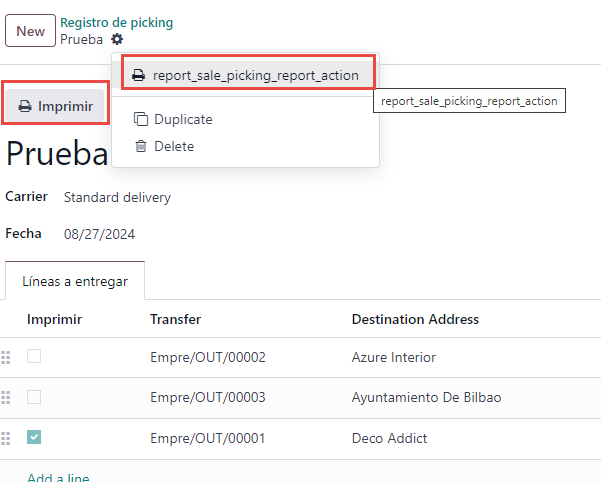 New
Registro de picking
Prueba
report_sale_picking_report_action
report_sale_picking_report_action
Imprimir
Duplicate
Delete
Prueba
Carrier Standard delivery
Fecha 08/27/2024
Líneas a entregar
Imprimir Transfer Destination Address
Empre/OUT/00002 Azure Interior
Empre/OUT/00003 Ayuntamiento De Bilbao
Empre/OUT/00001 Deco Addict
Add a line